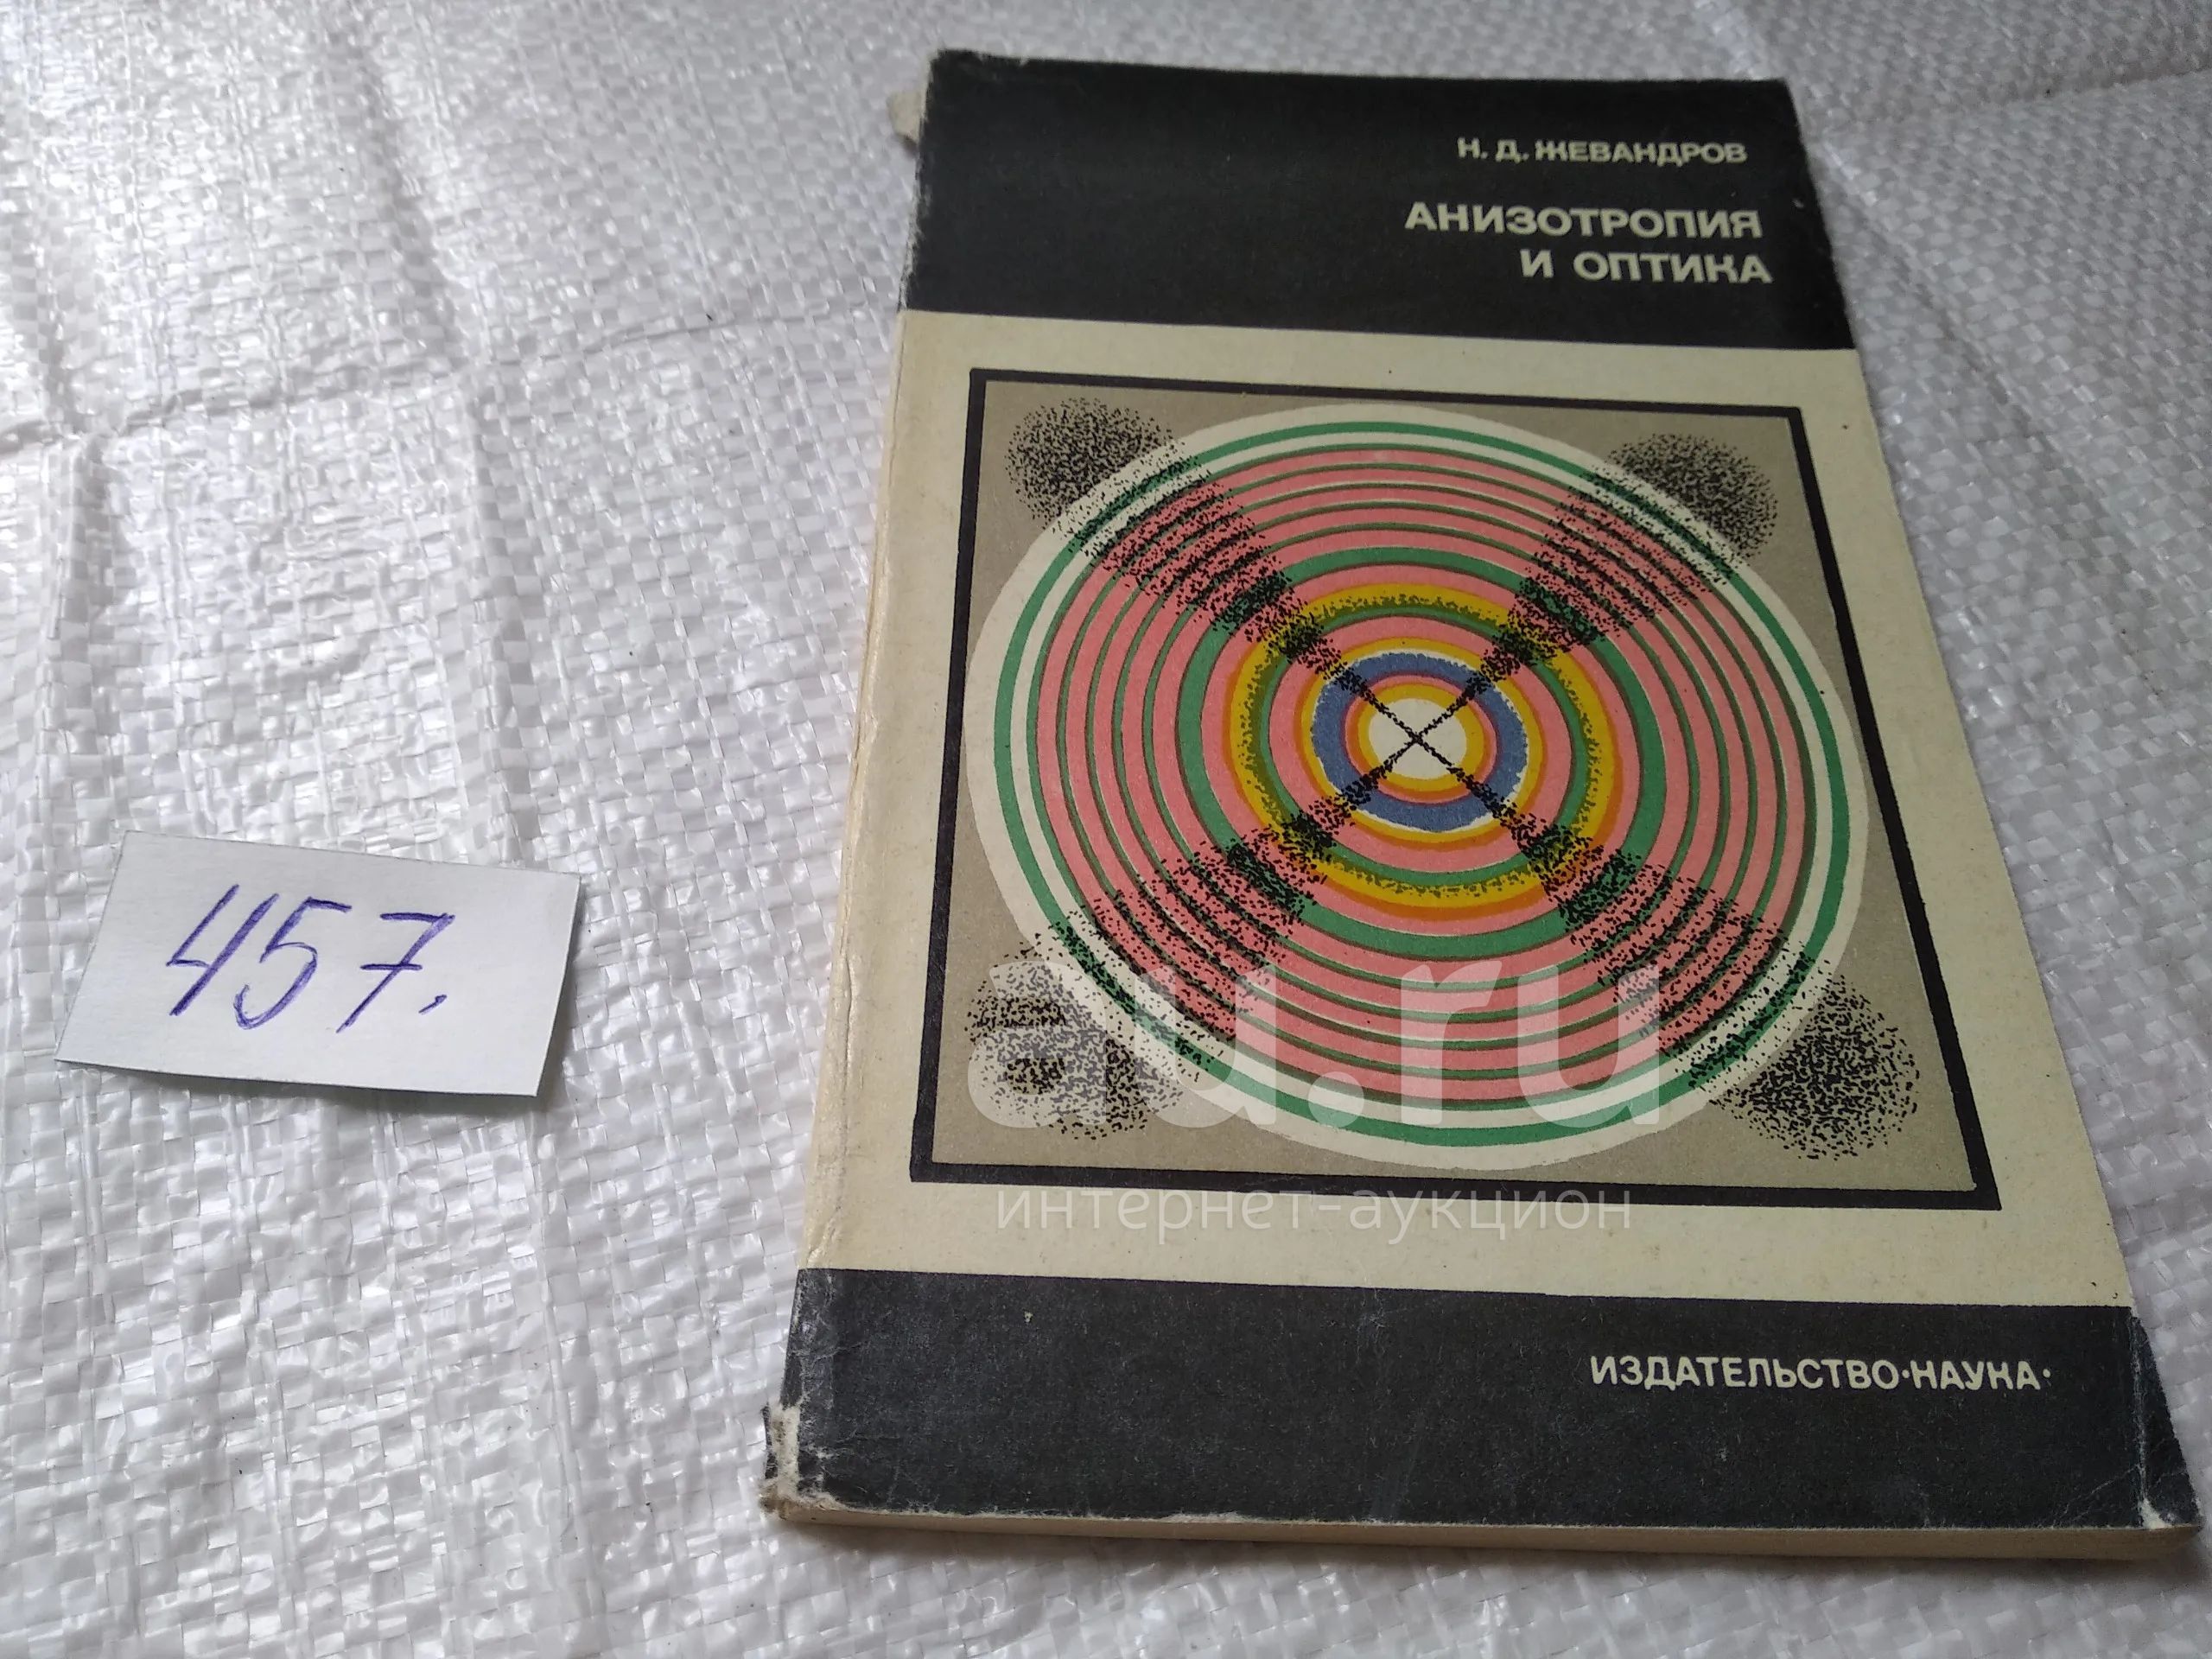 Н. Д. ЖЕВАНДРОВ
АНИЗОТРОПИЯ
И ОПТИКА
457.
au.ru
интернет-аукцион
ИЗДАТЕЛЬСТВО·НАУКА·